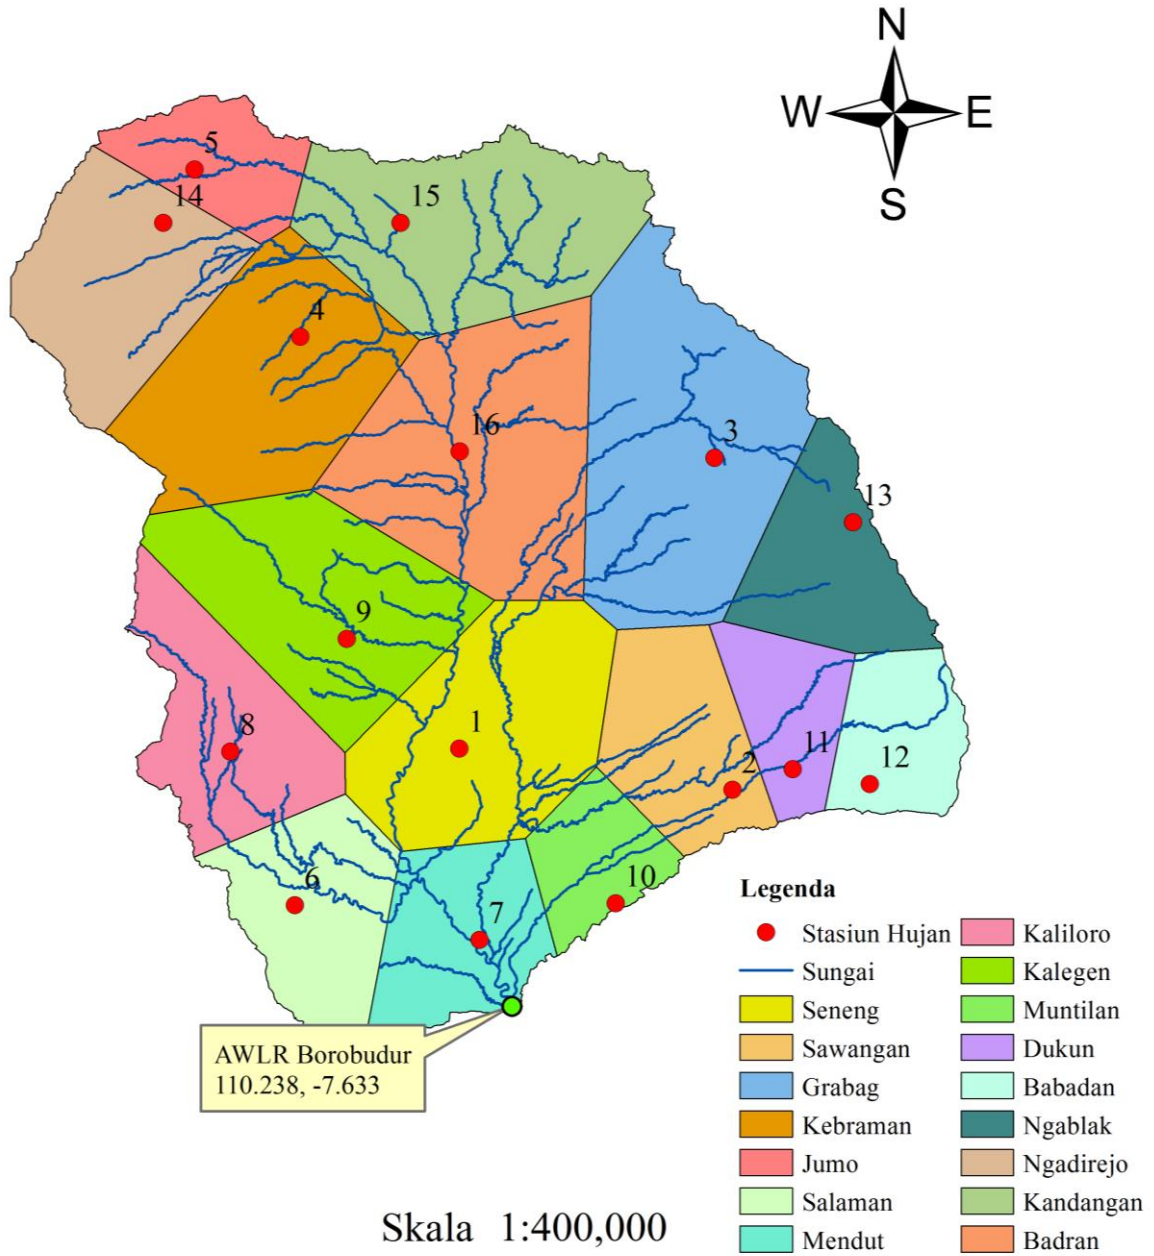 N
W E
S
5
14
15
4
16
3
13
9
1
8
2
11
12
6
7
10
Legenda
Stasiun Hujan
Sungai
Seneng
Sawangan
Grabag
Kebraman
Jumo
Salaman
Mendut
Kaliloro
Kalegen
Muntilan
Dukun
Babadan
Ngablak
Ngadirejo
Kandangan
Badran
AWLR Borobudur
110.238, -7.633
Skala 1:400,000